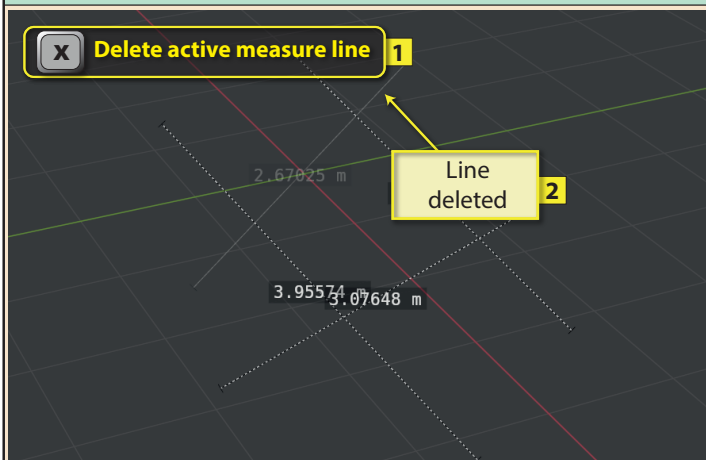 X Delete active measure line 1
2.67025 m
Line
deleted
2
3.95574 m
3.07648 m